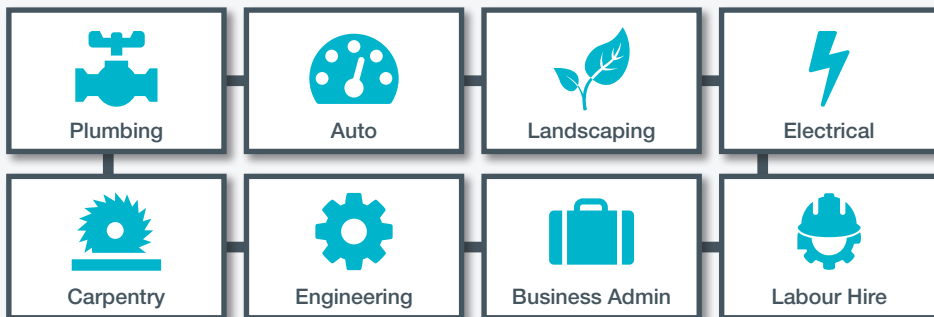 Plumbing
Auto
Landscaping
Electrical
Carpentry
Engineering
Business Admin
Labour Hire